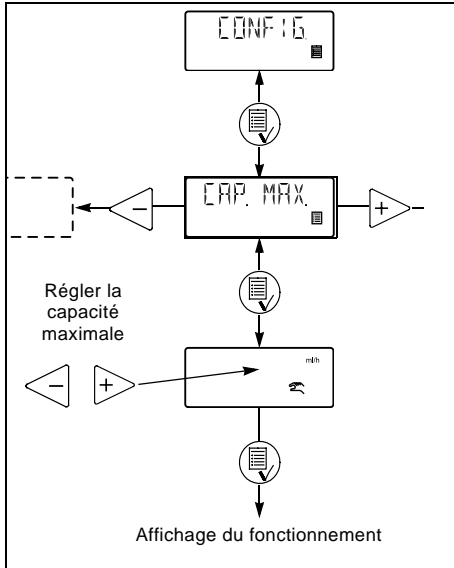 CONFIG.
CAP. MAX.
Régler la
capacité
maximale
ml/h
Affichage du fonctionnement